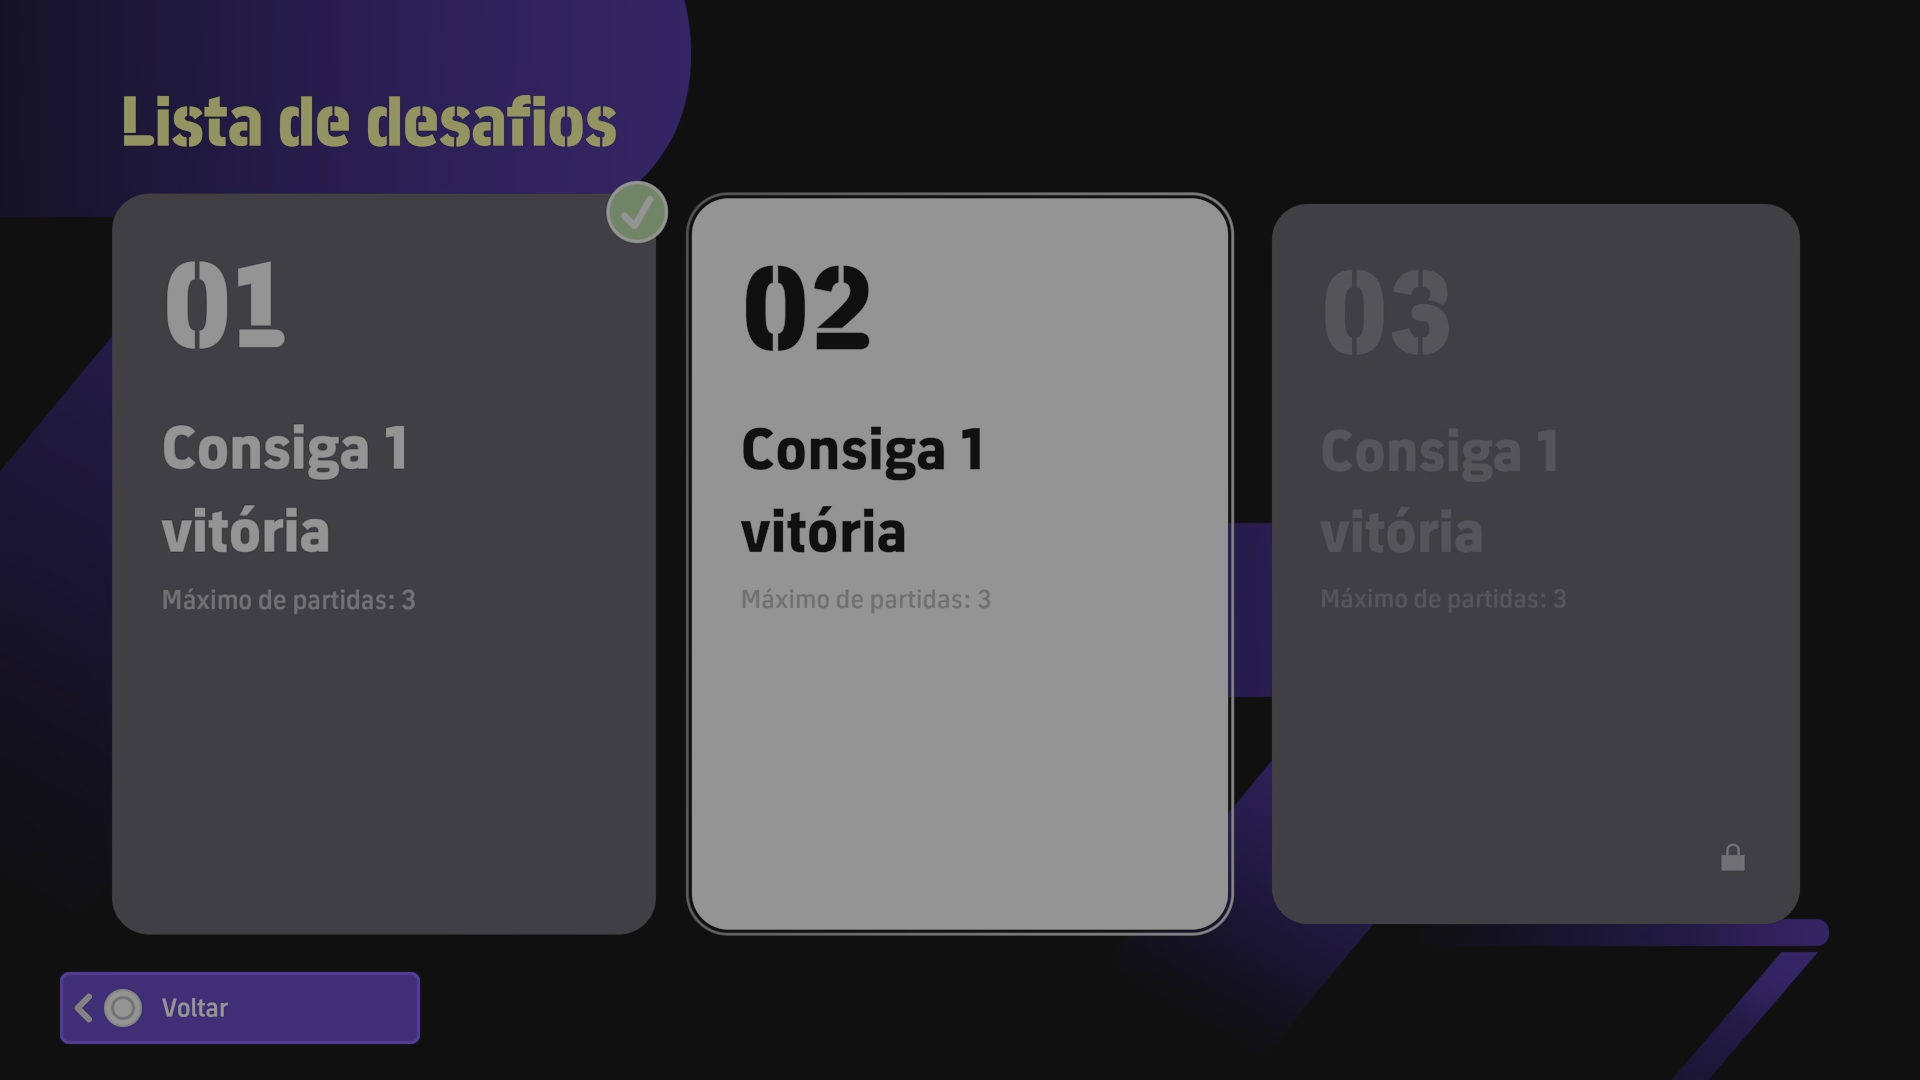 Lista de desafios
01
Consiga 1
vitória
Máximo de partidas: 3
02
Consiga 1
vitória
Máximo de partidas: 3
03
Consiga 1
vitória
Máximo de partidas: 3
Voltar